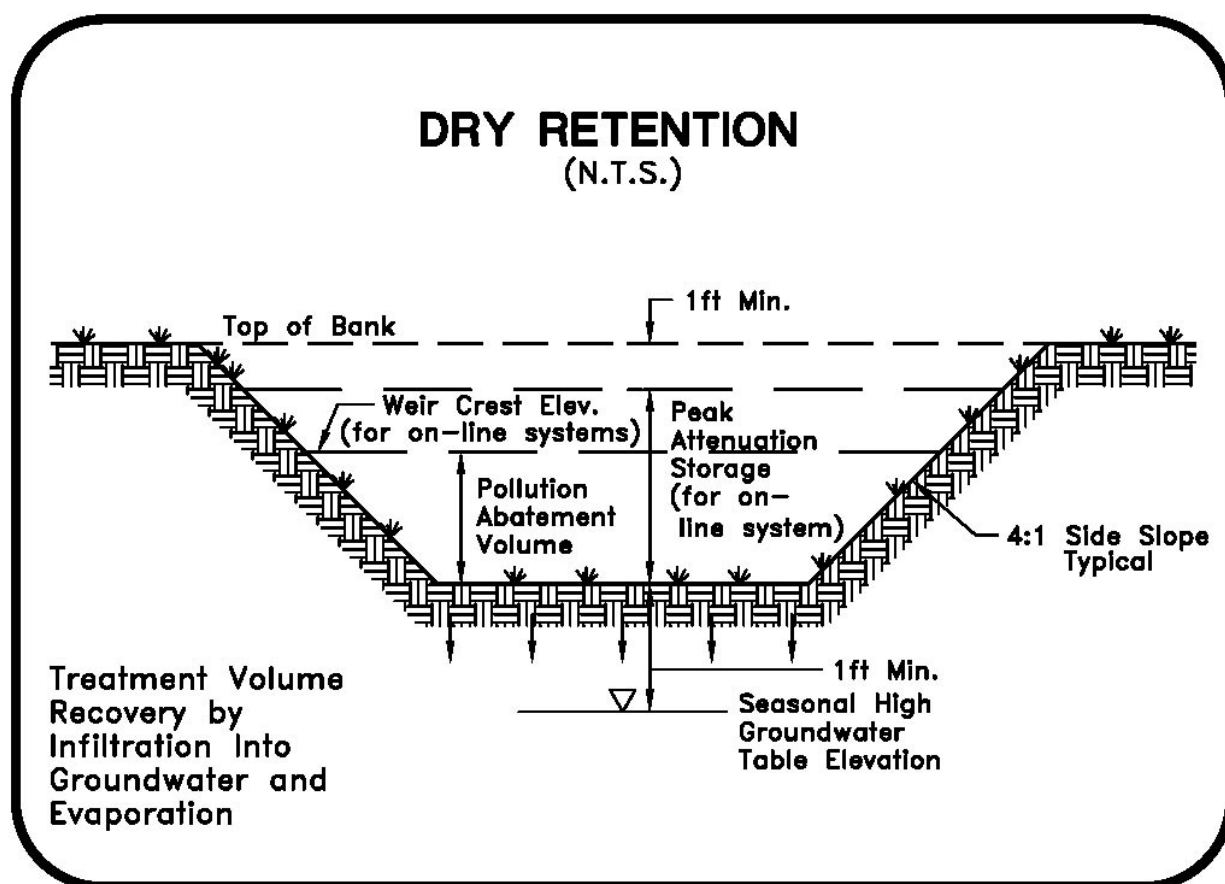 DRY RETENTION
(N.T.S.)
1ft Min.
Top of Bank
Weir Crest Elev.
(for on-line systems)
Peak
Attenuation
Storage
(for on-
line system)
Pollution
Abatement
Volume
4:1 Side Slope
Typical
1ft Min.
Seasonal High
Groundwater
Table Elevation
Treatment Volume
Recovery by
Infiltration Into
Groundwater and
Evaporation